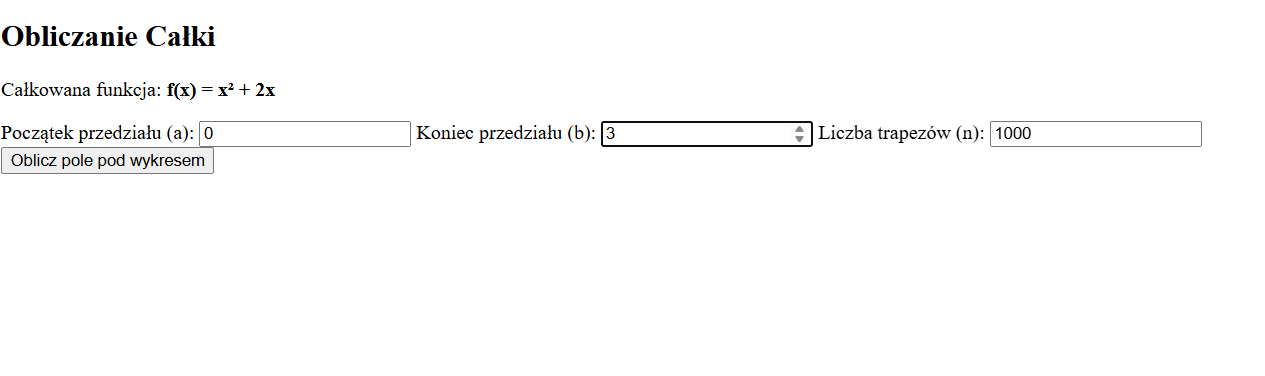 Obliczanie Całki
Całkowana funkcja: f(x) = x² + 2x
Początek przedziału (a): 0 Koniec przedziału (b): 3 Liczba trapezów (n): 1000
Oblicz pole pod wykresem